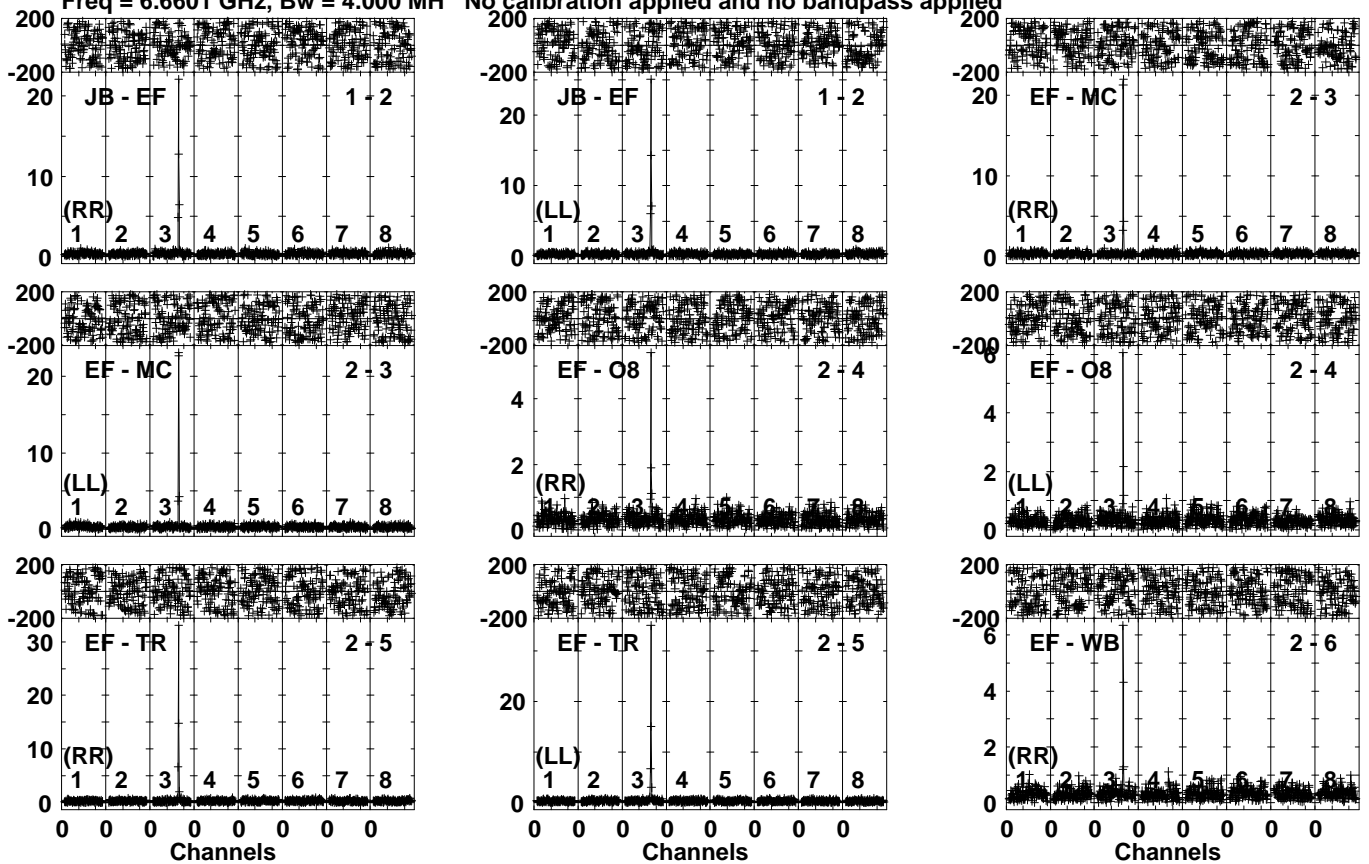 Freq = 6.6601 GHz, Bw = 4.000 MH No calibration applied and no bandpass applied
200 200 200
-200 -200 -200
JB - EF 1 - 2 JB - EF 1 - 2 EF - MC 2 - 3
20 20 20
10 10 10
(RR) (LL) (RR)
1 2 3 4 5 6 7 8 1 2 3 4 5 6 7 8 1 2 3 4 5 6 7 8
0 0 0
200 200 200
-200 -200 -200
6
EF - MC 2 - 3 EF - O8 2 - 4 EF - O8 2 - 4
20 4 4
10 2 2
(LL) (RR) (LL)
1 2 3 4 5 6 7 8 1 2 3 4 5 6 7 8 1 2 3 4 5 6 7 8
0 0 0
200 200 200
-200 -200 -200
30 EF - TR 2 - 5 EF - TR 2 - 5 6 EF - WB 2 - 6
20 20 4
10 2
(RR) (LL) (RR)
1 2 3 4 5 6 7 8 1 2 3 4 5 6 7 8 1 2 3 4 5 6 7 8
0 0 0
0 0 0 0 0 0 0 0 0 0 0 0 0 0 0 0 0 0 0 0 0 0 0 0
Channels Channels Channels